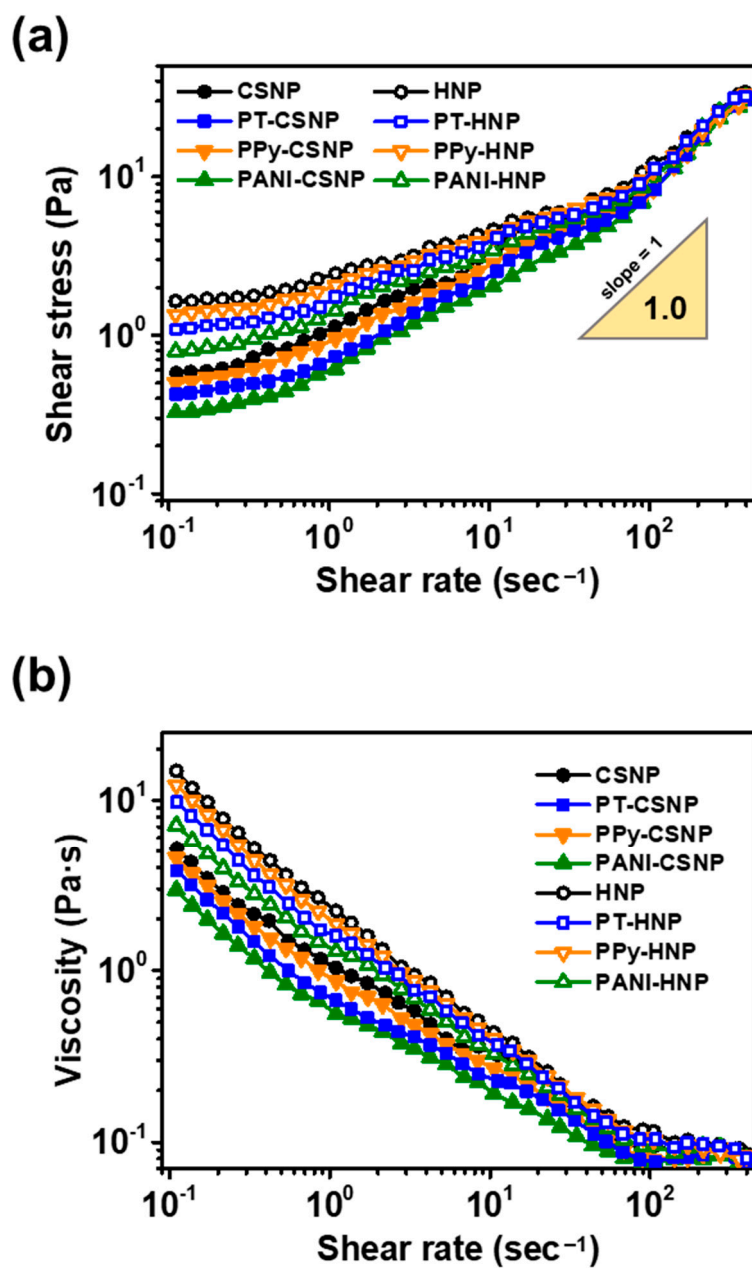 (a)
CSNP HNP
PT-CSNP PT-HNP
PPy-CSNP PPy-HNP
PANI-CSNP PANI-HNP
10¹
10⁰
10⁻¹
Shear stress (Pa)
slope = 1
1.0
10⁻¹ 10⁰ 10¹ 10²
Shear rate (sec⁻¹)
(b)
CSNP
PT-CSNP
PPy-CSNP
PANI-CSNP
HNP
PT-HNP
PPy-HNP
PANI-HNP
10¹
10⁰
10⁻¹
Viscosity (Pa·s)
10⁻¹ 10⁰ 10¹ 10²
Shear rate (sec⁻¹)